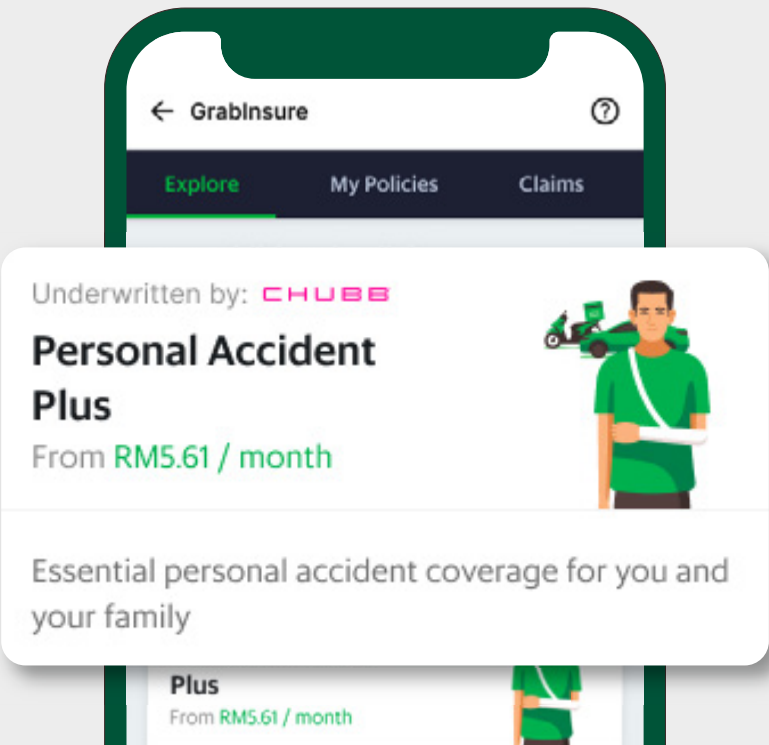 ← GrabInsure
Explore My Policies Claims
Underwritten by: CHUBB
Personal Accident
Plus
From RM5.61 / month
Essential personal accident coverage for you and
your family
Plus
From RM5.61 / month